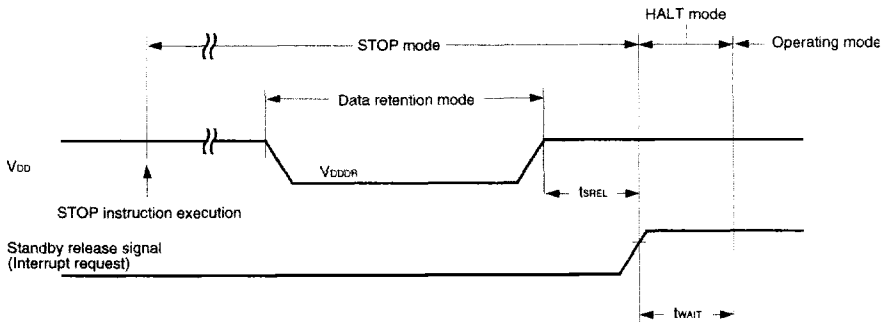 HALT mode
STOP mode
Operating mode
Data retention mode
VDD
VDDDR
tSREL
STOP instruction execution
Standby release signal
(Interrupt request)
tWAIT